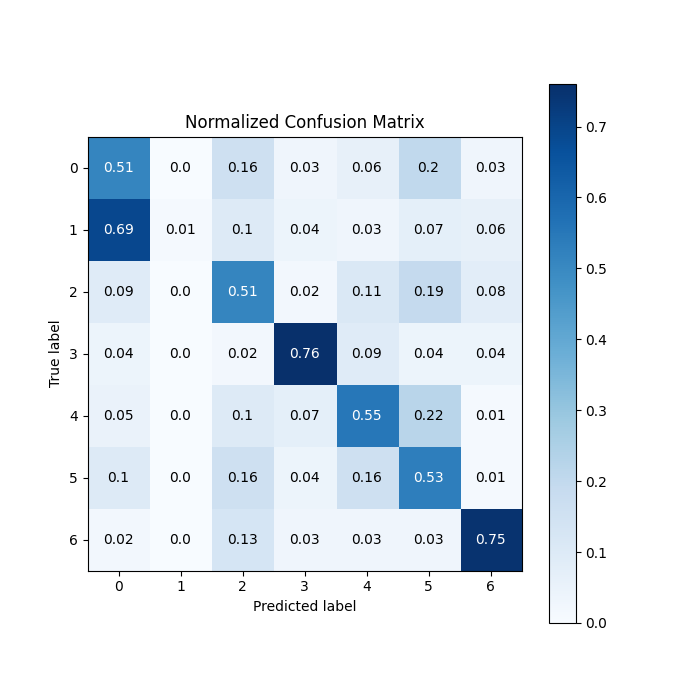 Normalized Confusion Matrix
True label
0 0.51 0.0 0.16 0.03 0.06 0.2 0.03
1 0.69 0.01 0.1 0.04 0.03 0.07 0.06
2 0.09 0.0 0.51 0.02 0.11 0.19 0.08
3 0.04 0.0 0.02 0.76 0.09 0.04 0.04
4 0.05 0.0 0.1 0.07 0.55 0.22 0.01
5 0.1 0.0 0.16 0.04 0.16 0.53 0.01
6 0.02 0.0 0.13 0.03 0.03 0.03 0.75
0 1 2 3 4 5 6
Predicted label
0.7
0.6
0.5
0.4
0.3
0.2
0.1
0.0